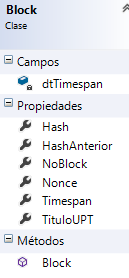 Block
Clase
Campos
dtTimespan
Propiedades
Hash
HashAnterior
NoBlock
Nonce
Timespan
TituloUPT
Métodos
Block